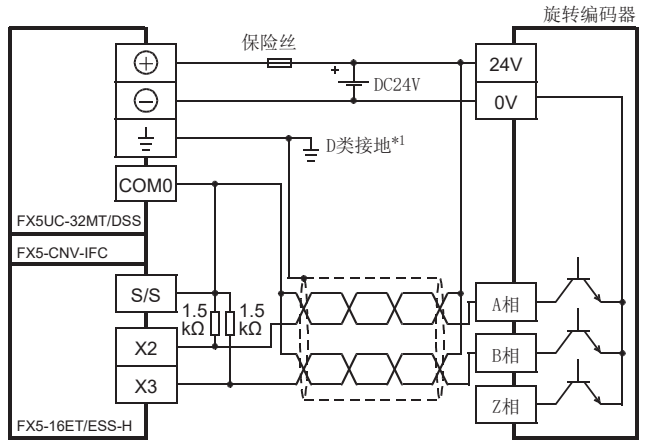 旋转编码器
保险丝
24V
+
DC24V
0V
D类接地*1
COM0
FX5UC-32MT/DSS
FX5-CNV-IFC
S/S
1.5
kΩ
1.5
kΩ
A相
X2
B相
X3
Z相
FX5-16ET/ESS-H